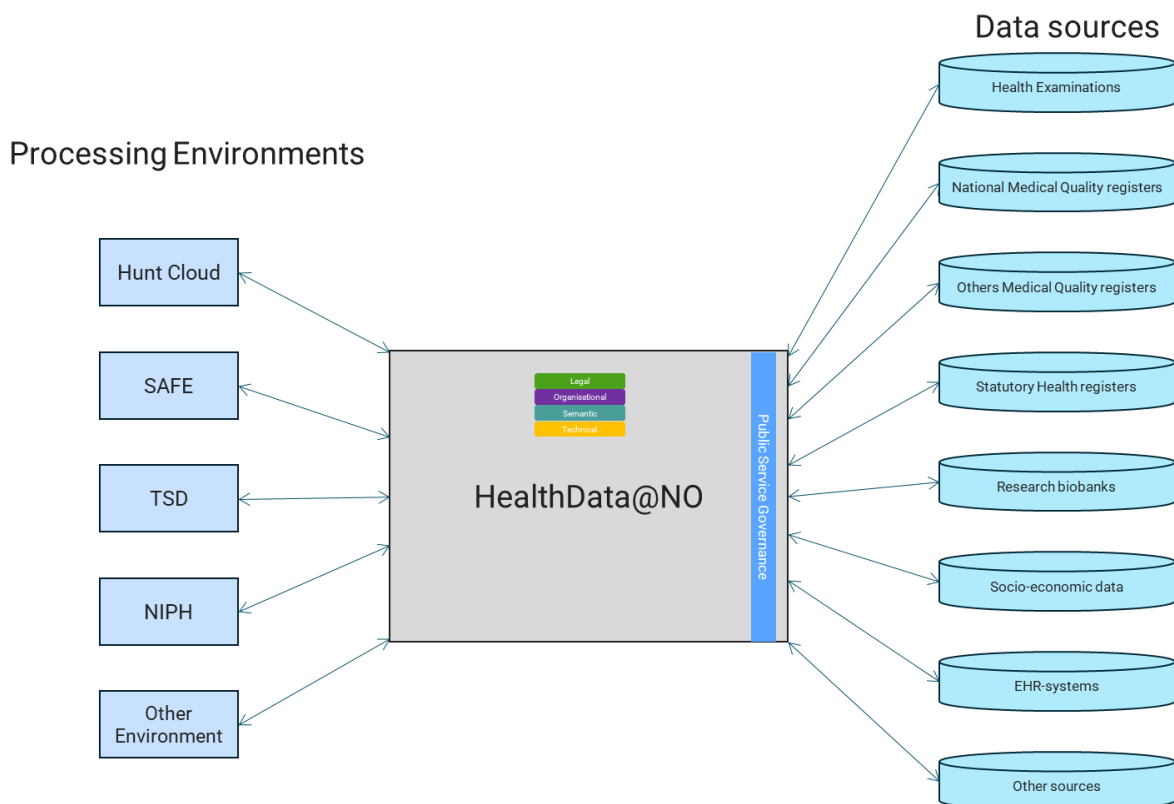 Data sources
Health Examinations
Processing Environments
National Medical Quality registers
Hunt Cloud
Others Medical Quality registers
SAFE
Legal
Organisational
Semantic
Technical
Statutory Health registers
Public Service Governance
HealthData@NO
TSD
Research biobanks
NIPH
Socio-economic data
EHR-systems
Other
Environment
Other sources